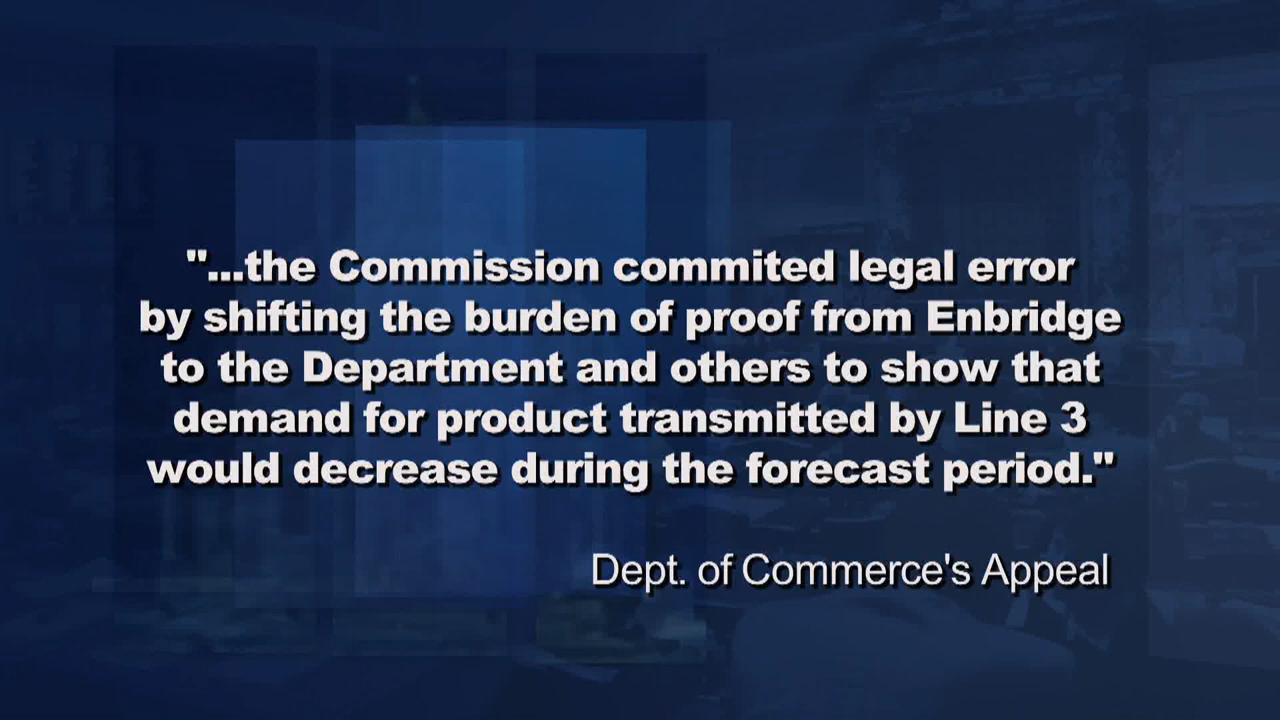 "...the Commission commited legal error
by shifting the burden of proof from Enbridge
to the Department and others to show that
demand for product transmitted by Line 3
would decrease during the forecast period."
Dept. of Commerce's Appeal